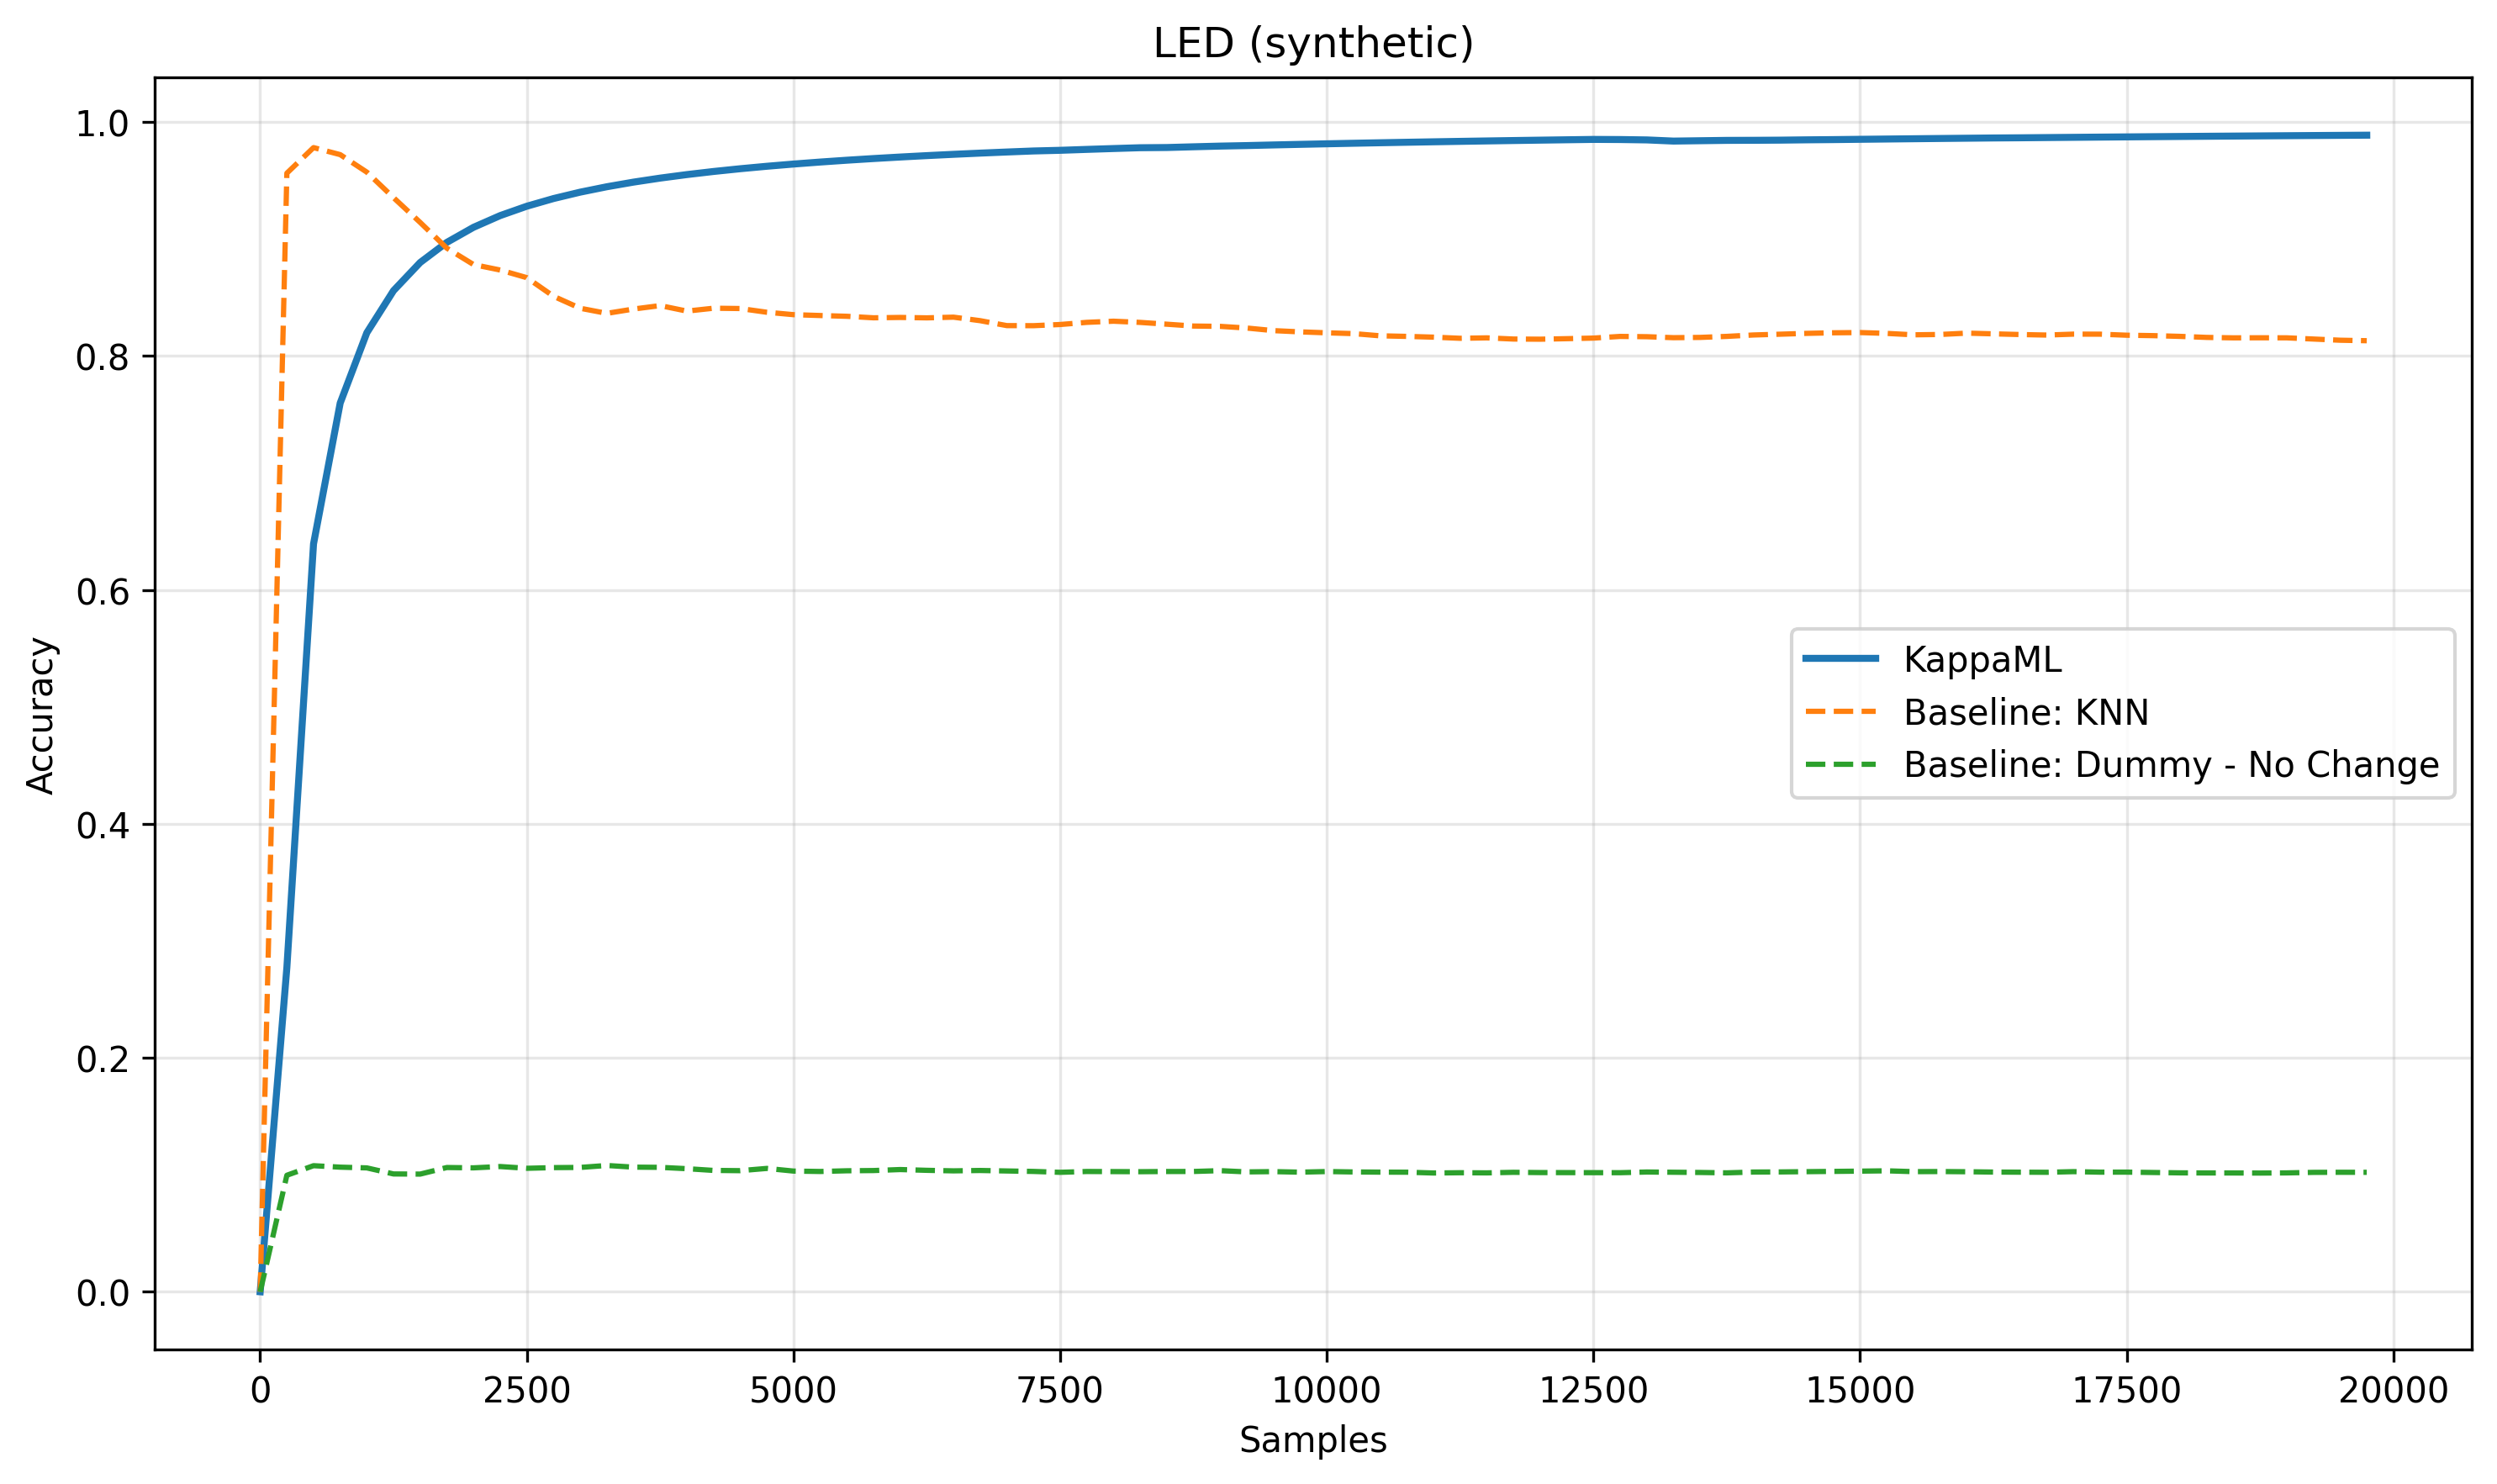 LED (synthetic)
Accuracy
1.0
0.8
0.6
0.4
0.2
0.0
KappaML
Baseline: KNN
Baseline: Dummy - No Change
0 2500 5000 7500 10000 12500 15000 17500 20000
Samples